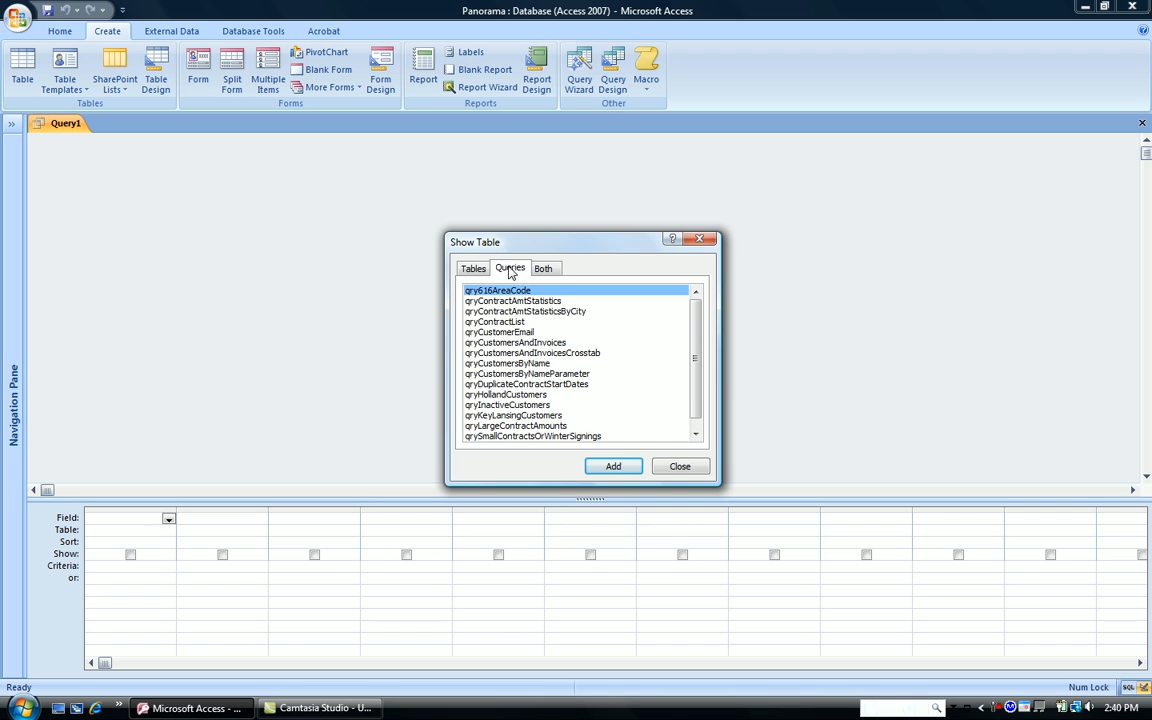 Panorama : Database (Access 2007) - Microsoft Access
Home Create External Data Database Tools Acrobat
Table
Table Templates
SharePoint Lists
Table Design
Tables
Form
Split Form
Multiple Items
PivotChart
Blank Form
More Forms
Form Design
Forms
Report
Labels
Blank Report
Report Wizard
Report Design
Reports
Query Wizard
Query Design
Macro
Other
Query1
Navigation Pane
Show Table
Tables Queries Both
qry616AreaCode
qryContractAmtStatistics
qryContractAmtStatisticsByCity
qryContractList
qryCustomerEmail
qryCustomersAndInvoices
qryCustomersAndInvoicesCrosstab
qryCustomersByName
qryCustomersByNameParameter
qryDuplicateContractStartDates
qryHollandCustomers
qryInactiveCustomers
qryKeyLansingCustomers
qryLargeContractAmounts
qrySmallContractsOrWinterSignings
Add Close
Field:
Table:
Sort:
Show:
Criteria:
or:
Ready Num Lock SQL
Microsoft Access - ... Camtasia Studio - U... 2:40 PM